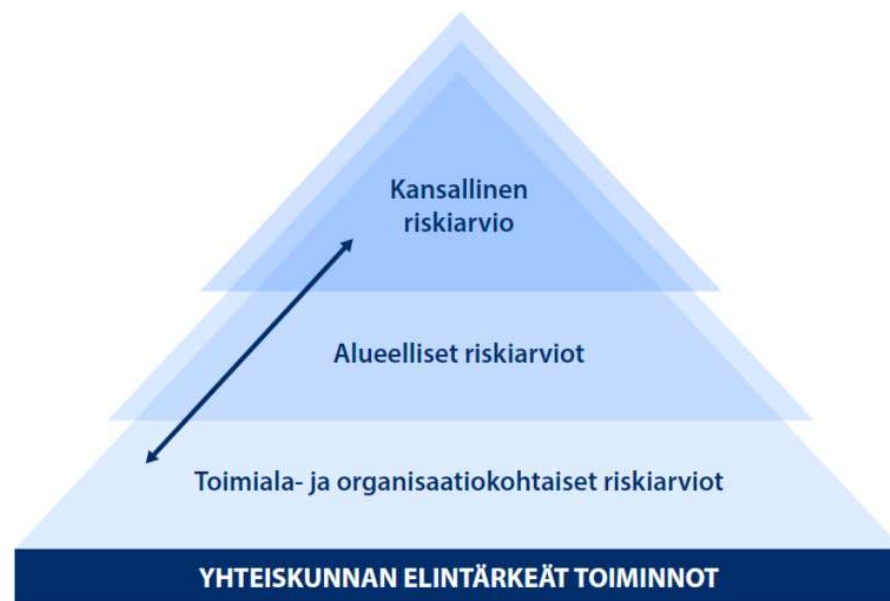 Kansallinen
riskiarvio
Alueelliset riskiarviot
Toimiala- ja organisaatiokohtaiset riskiarviot
YHTEISKUNNAN ELINTÄRKEÄT TOIMINNOT